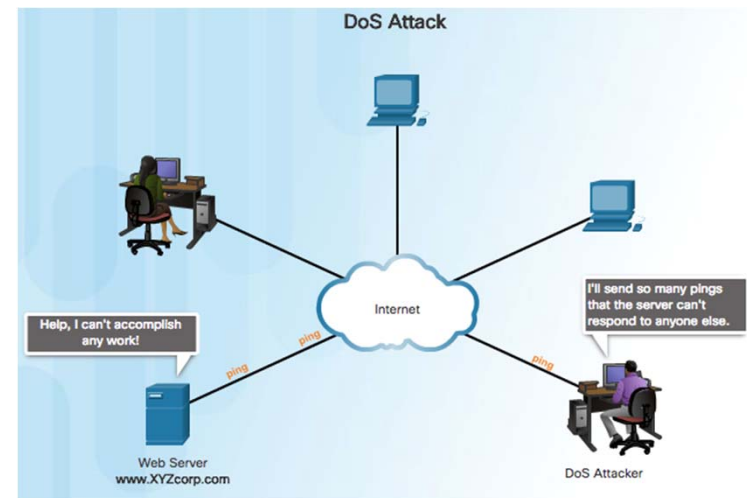 DoS Attack
Internet
I'll send so many pings
that the server can't
respond to anyone else.
Help, I can't accomplish
any work!
ping
ping
ping
Web Server
www.XYZcorp.com
DoS Attacker